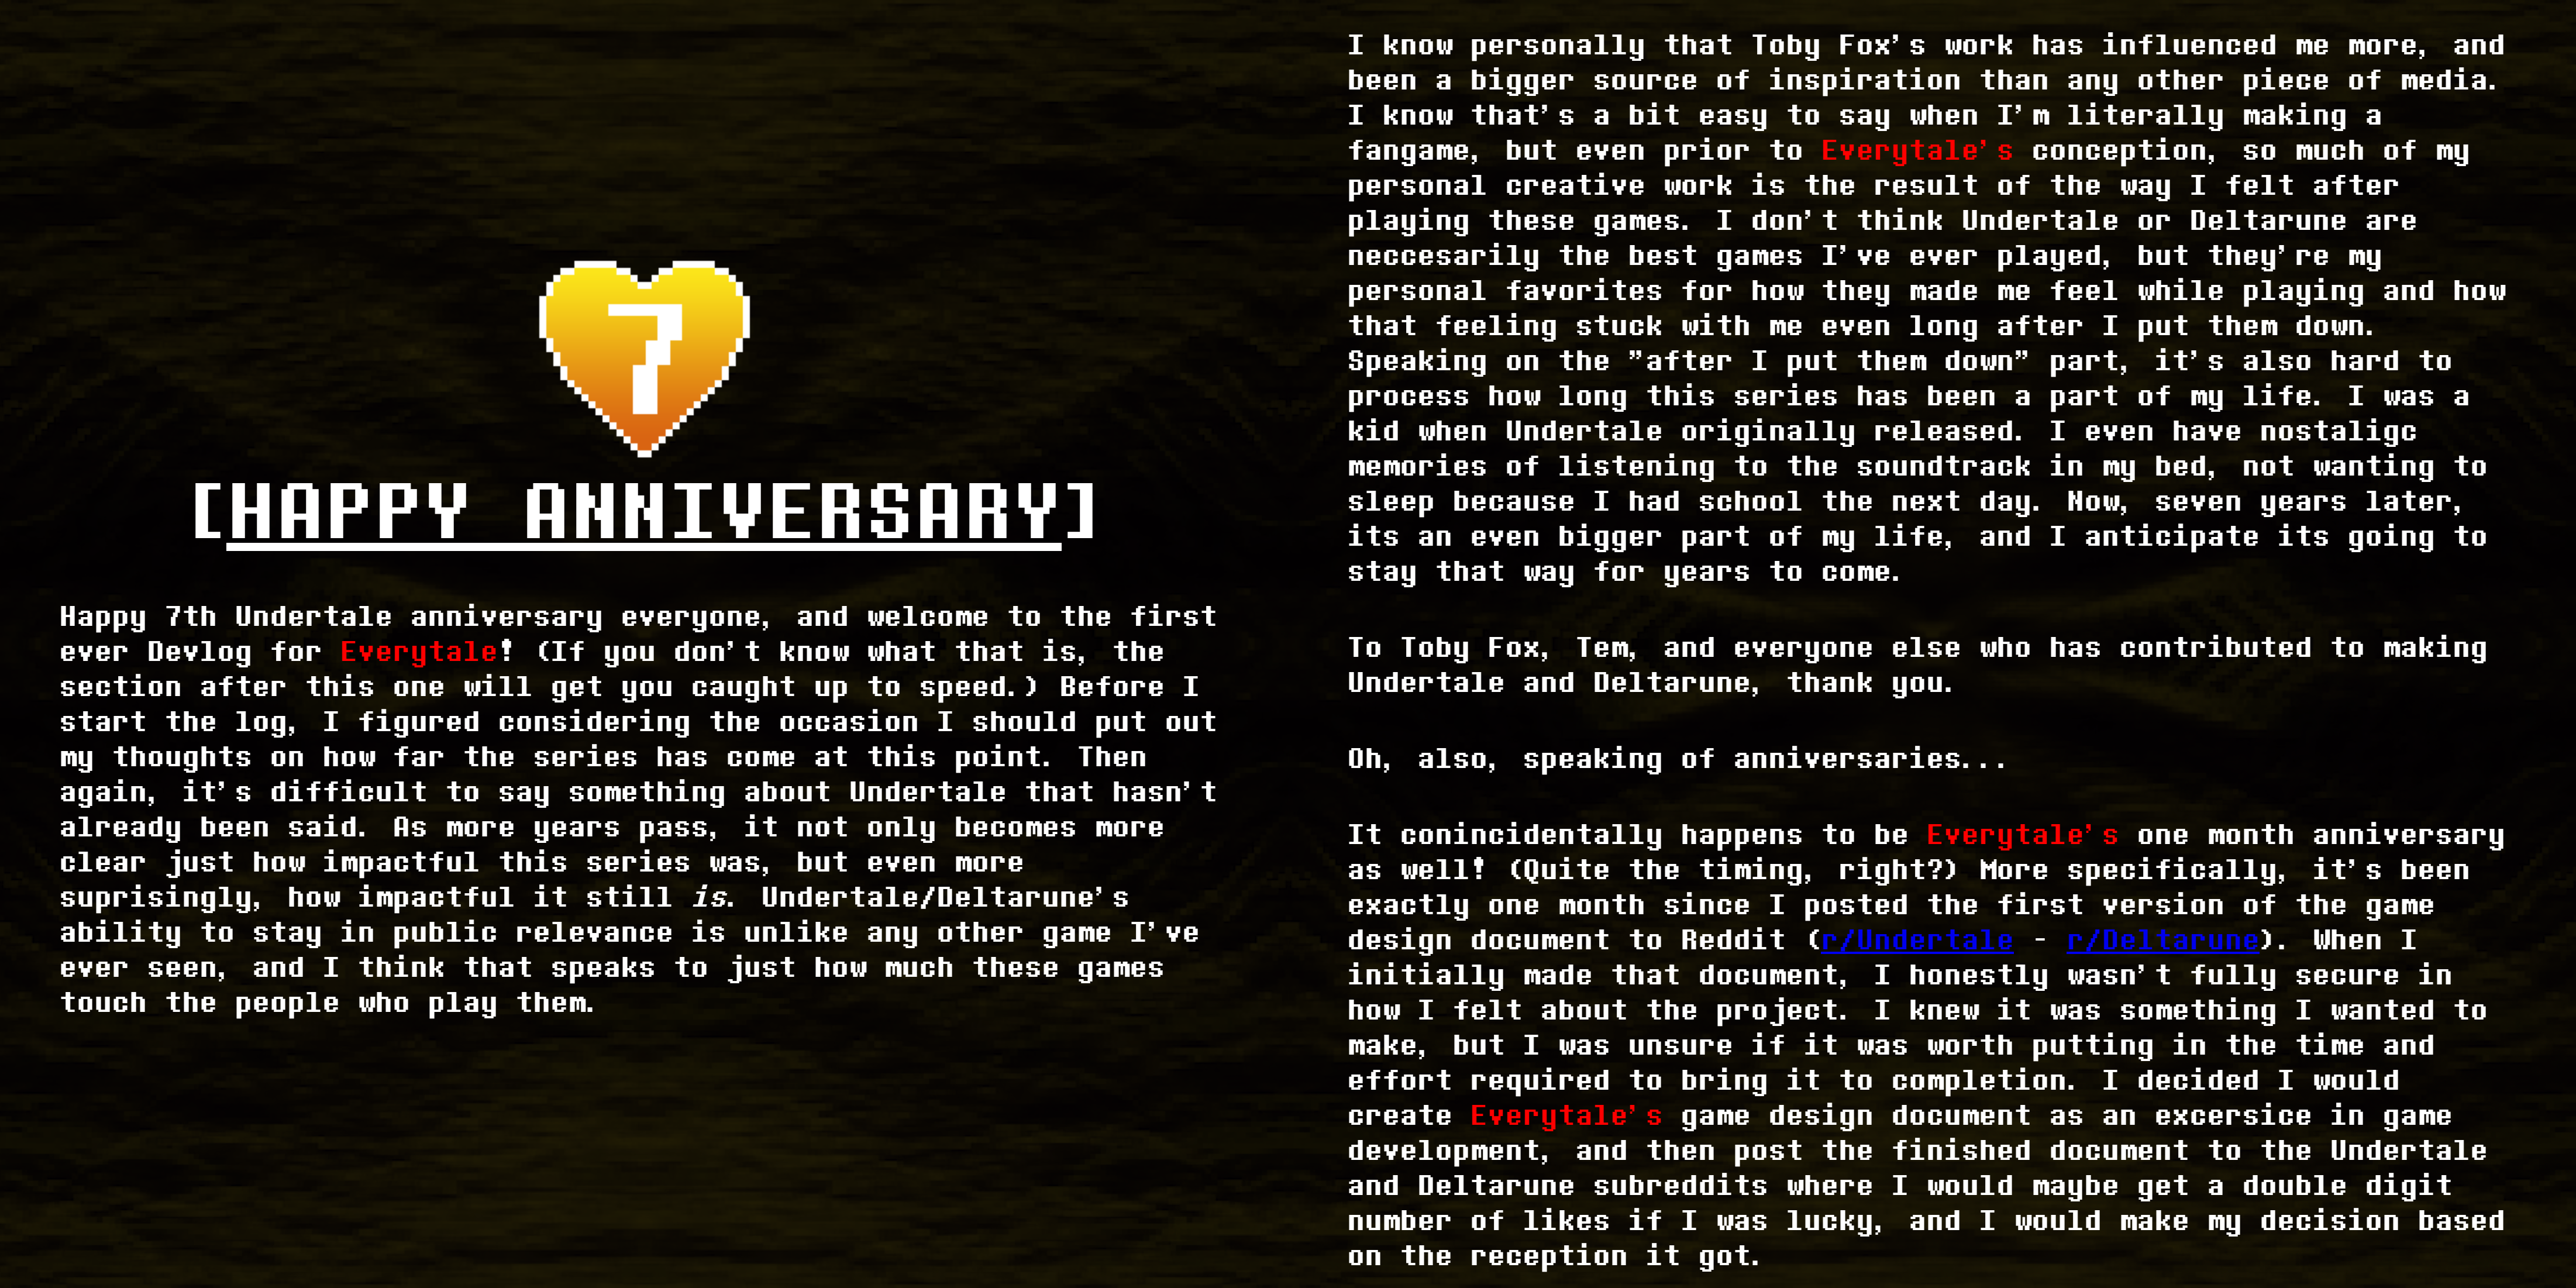 7
[HAPPY ANNIVERSARY]
Happy 7th Undertale anniversary everyone, and welcome to the first
ever Devlog for Everytale! (If you don't know what that is, the
section after this one will get you caught up to speed.) Before I
start the log, I figured considering the occasion I should put out
my thoughts on how far the series has come at this point. Then
again, it's difficult to say something about Undertale that hasn't
already been said. As more years pass, it not only becomes more
clear just how impactful this series was, but even more
suprisingly, how impactful it still is. Undertale/Deltarune's
ability to stay in public relevance is unlike any other game I've
ever seen, and I think that speaks to just how much these games
touch the people who play them.
I know personally that Toby Fox's work has influenced me more, and
been a bigger source of inspiration than any other piece of media.
I know that's a bit easy to say when I'm literally making a
fangame, but even prior to Everytale's conception, so much of my
personal creative work is the result of the way I felt after
playing these games. I don't think Undertale or Deltarune are
neccesarily the best games I've ever played, but they're my
personal favorites for how they made me feel while playing and how
that feeling stuck with me even long after I put them down.
Speaking on the "after I put them down" part, it's also hard to
process how long this series has been a part of my life. I was a
kid when Undertale originally released. I even have nostaligc
memories of listening to the soundtrack in my bed, not wanting to
sleep because I had school the next day. Now, seven years later,
its an even bigger part of my life, and I anticipate its going to
stay that way for years to come.
To Toby Fox, Tem, and everyone else who has contributed to making
Undertale and Deltarune, thank you.
Oh, also, speaking of anniversaries...
It conincidentally happens to be Everytale's one month anniversary
as well! (Quite the timing, right?) More specifically, it's been
exactly one month since I posted the first version of the game
design document to Reddit (r/Undertale - r/Deltarune). When I
initially made that document, I honestly wasn't fully secure in
how I felt about the project. I knew it was something I wanted to
make, but I was unsure if it was worth putting in the time and
effort required to bring it to completion. I decided I would
create Everytale's game design document as an excersice in game
development, and then post the finished document to the Undertale
and Deltarune subreddits where I would maybe get a double digit
number of likes if I was lucky, and I would make my decision based
on the reception it got.